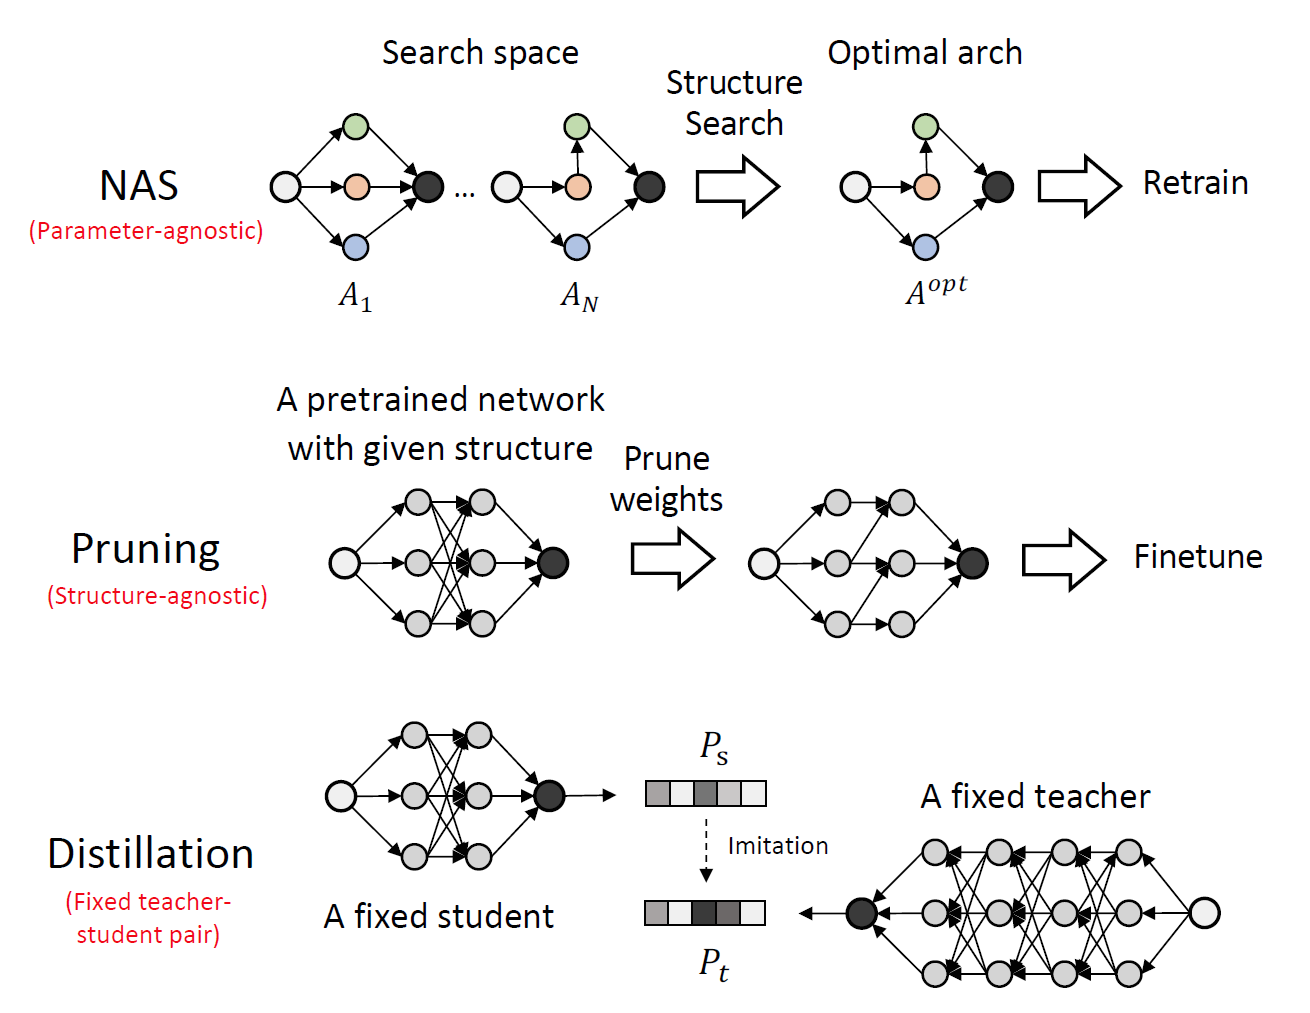 Search space
Optimal arch
Structure
Search
NAS
(Parameter-agnostic)
...
Retrain
A₁
A_N
A^opt
A pretrained network
with given structure
Prune
weights
Pruning
(Structure-agnostic)
Finetune
P_s
A fixed teacher
Imitation
Distillation
(Fixed teacher-
student pair)
A fixed student
P_t